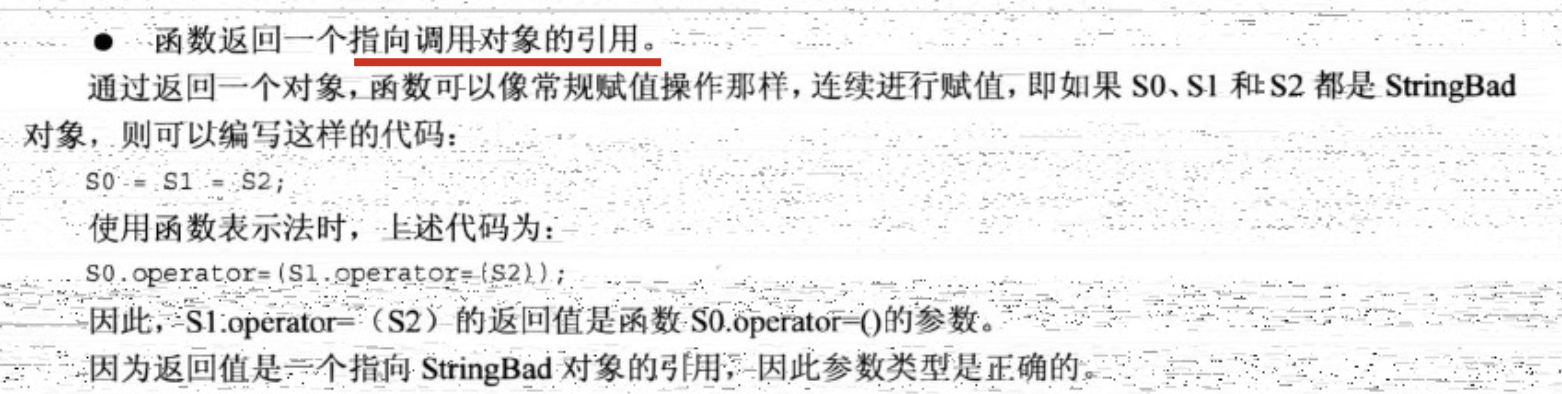 ● 函数返回一个指向调用对象的引用。
通过返回一个对象，函数可以像常规赋值操作那样，连续进行赋值，即如果 S0、S1 和 S2 都是 StringBad
对象，则可以编写这样的代码：
S0 = S1 = S2;
使用函数表示法时，上述代码为：
S0.operator=(S1.operator=(S2));
因此，S1.operator=（S2）的返回值是函数 S0.operator=()的参数。
因为返回值是一个指向 StringBad 对象的引用，因此参数类型是正确的。